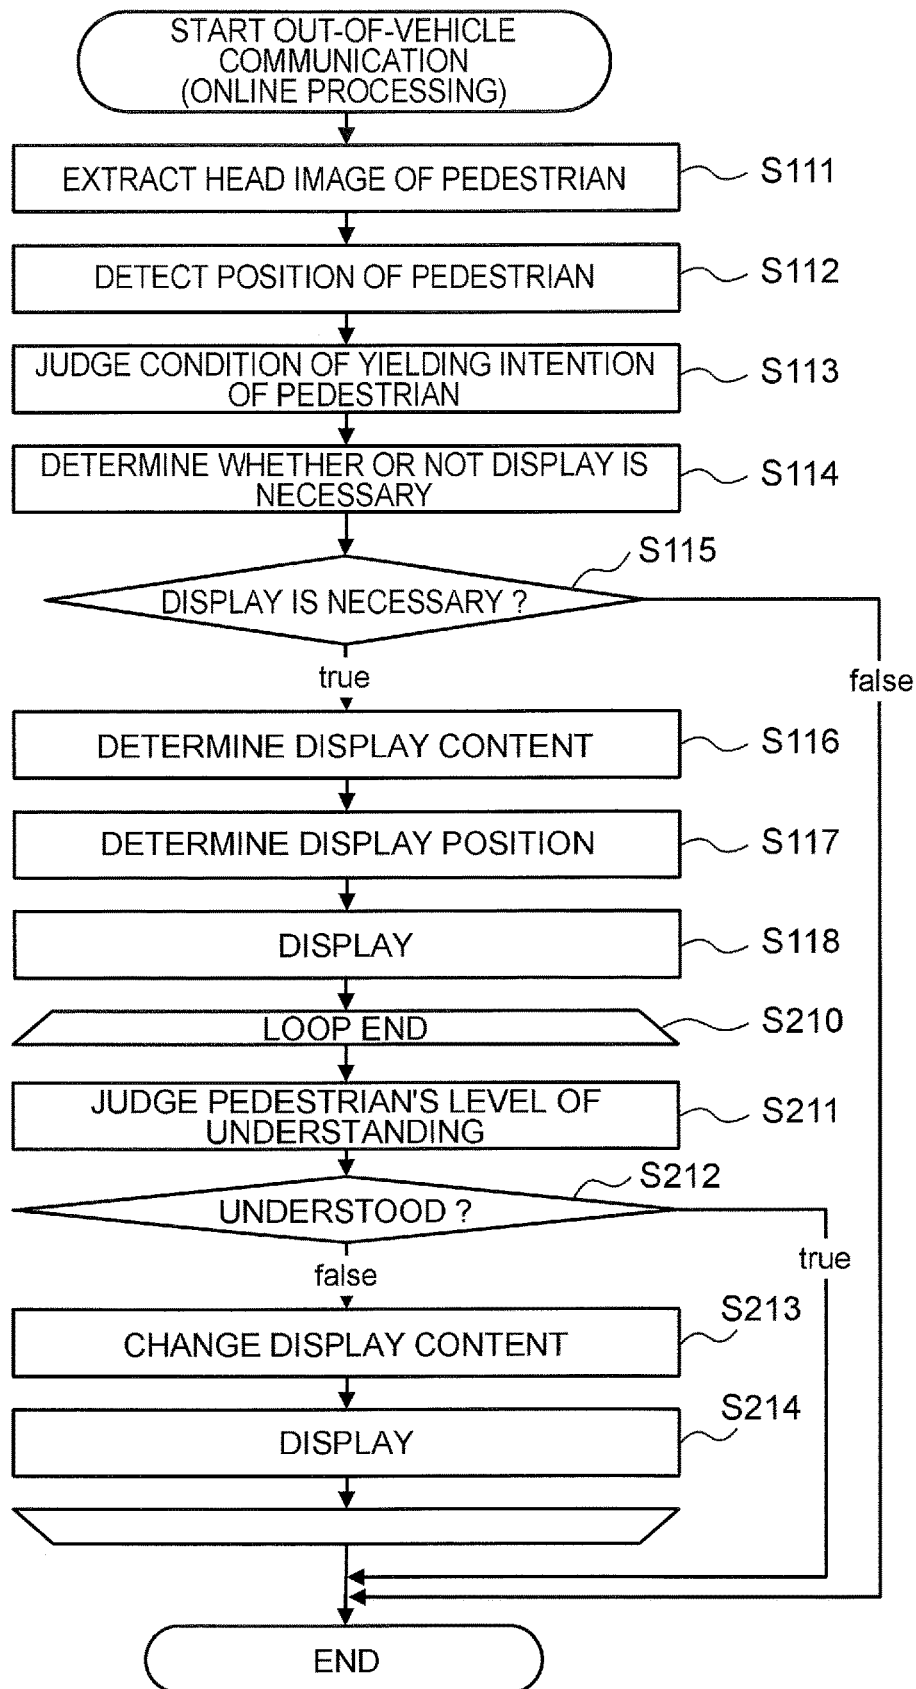 START OUT-OF-VEHICLE
COMMUNICATION
(ONLINE PROCESSING)
EXTRACT HEAD IMAGE OF PEDESTRIAN
S111
DETECT POSITION OF PEDESTRIAN
S112
JUDGE CONDITION OF YIELDING INTENTION
OF PEDESTRIAN
S113
DETERMINE WHETHER OR NOT DISPLAY IS
NECESSARY
S114
S115
DISPLAY IS NECESSARY ?
true
false
DETERMINE DISPLAY CONTENT
S116
DETERMINE DISPLAY POSITION
S117
DISPLAY
S118
LOOP END
S210
JUDGE PEDESTRIAN'S LEVEL OF
UNDERSTANDING
S211
S212
UNDERSTOOD ?
true
false
S213
CHANGE DISPLAY CONTENT
S214
DISPLAY
END